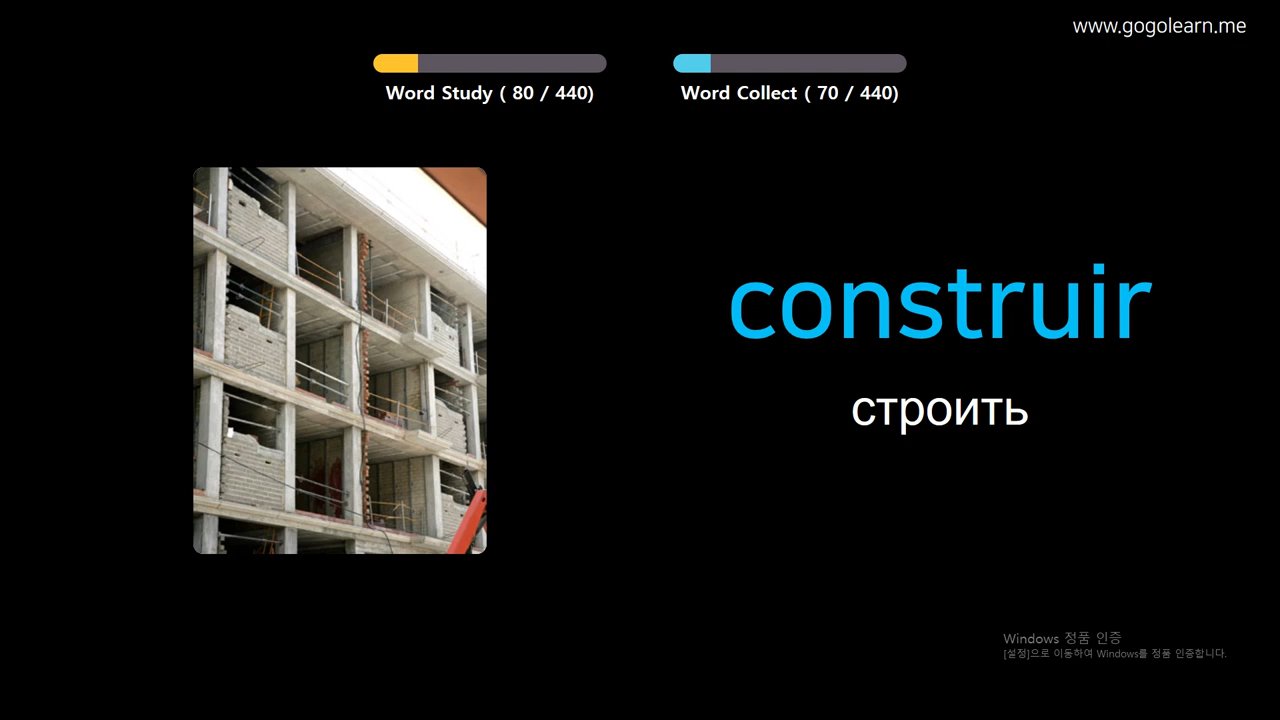 www.gogolearn.me
Word Study ( 80 / 440)
Word Collect ( 70 / 440)
construir
строить
Windows 정품 인증
[설정]으로 이동하여 Windows를 정품 인증합니다.